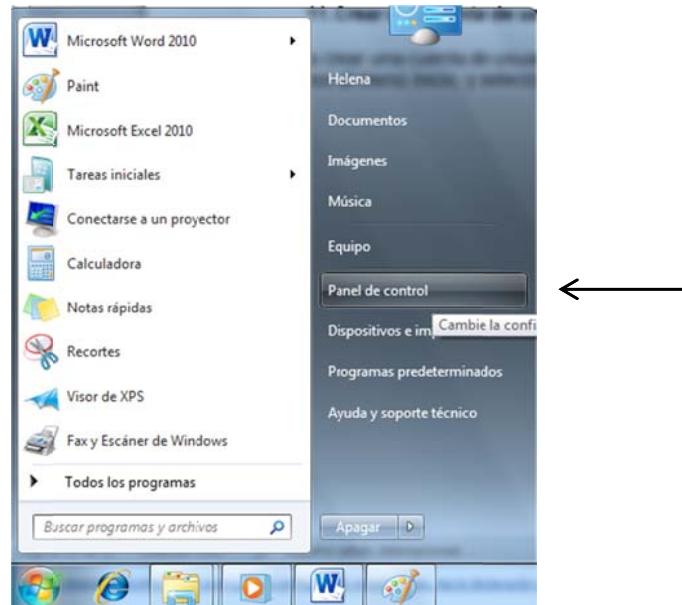 Microsoft Word 2010
Paint
Microsoft Excel 2010
Tareas iniciales
Conectarse a un proyector
Calculadora
Notas rápidas
Recortes
Visor de XPS
Fax y Escáner de Windows
Todos los programas
Buscar programas y archivos
Helena
Documentos
Imágenes
Música
Equipo
Panel de control
Cambie la confi
Dispositivos e im
Programas predeterminados
Ayuda y soporte técnico
Apagar